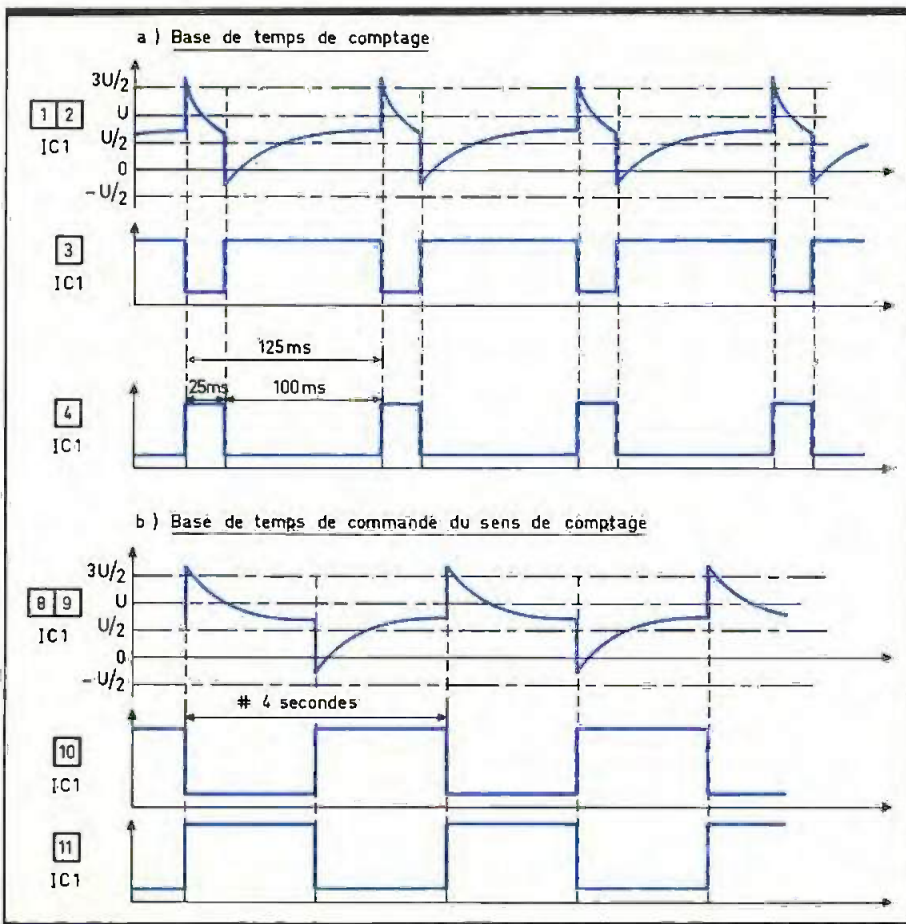 a ) Base de temps de comptage
3U/2
1 2
U
IC1
U/2
0
-U/2
3
IC1
125ms
25ms
100ms
4
IC1
b ) Base de temps de commande du sens de comptage
3U/2
8 9
U
IC1
U/2
0
-U/2
# 4 secondes
10
IC1
11
IC1